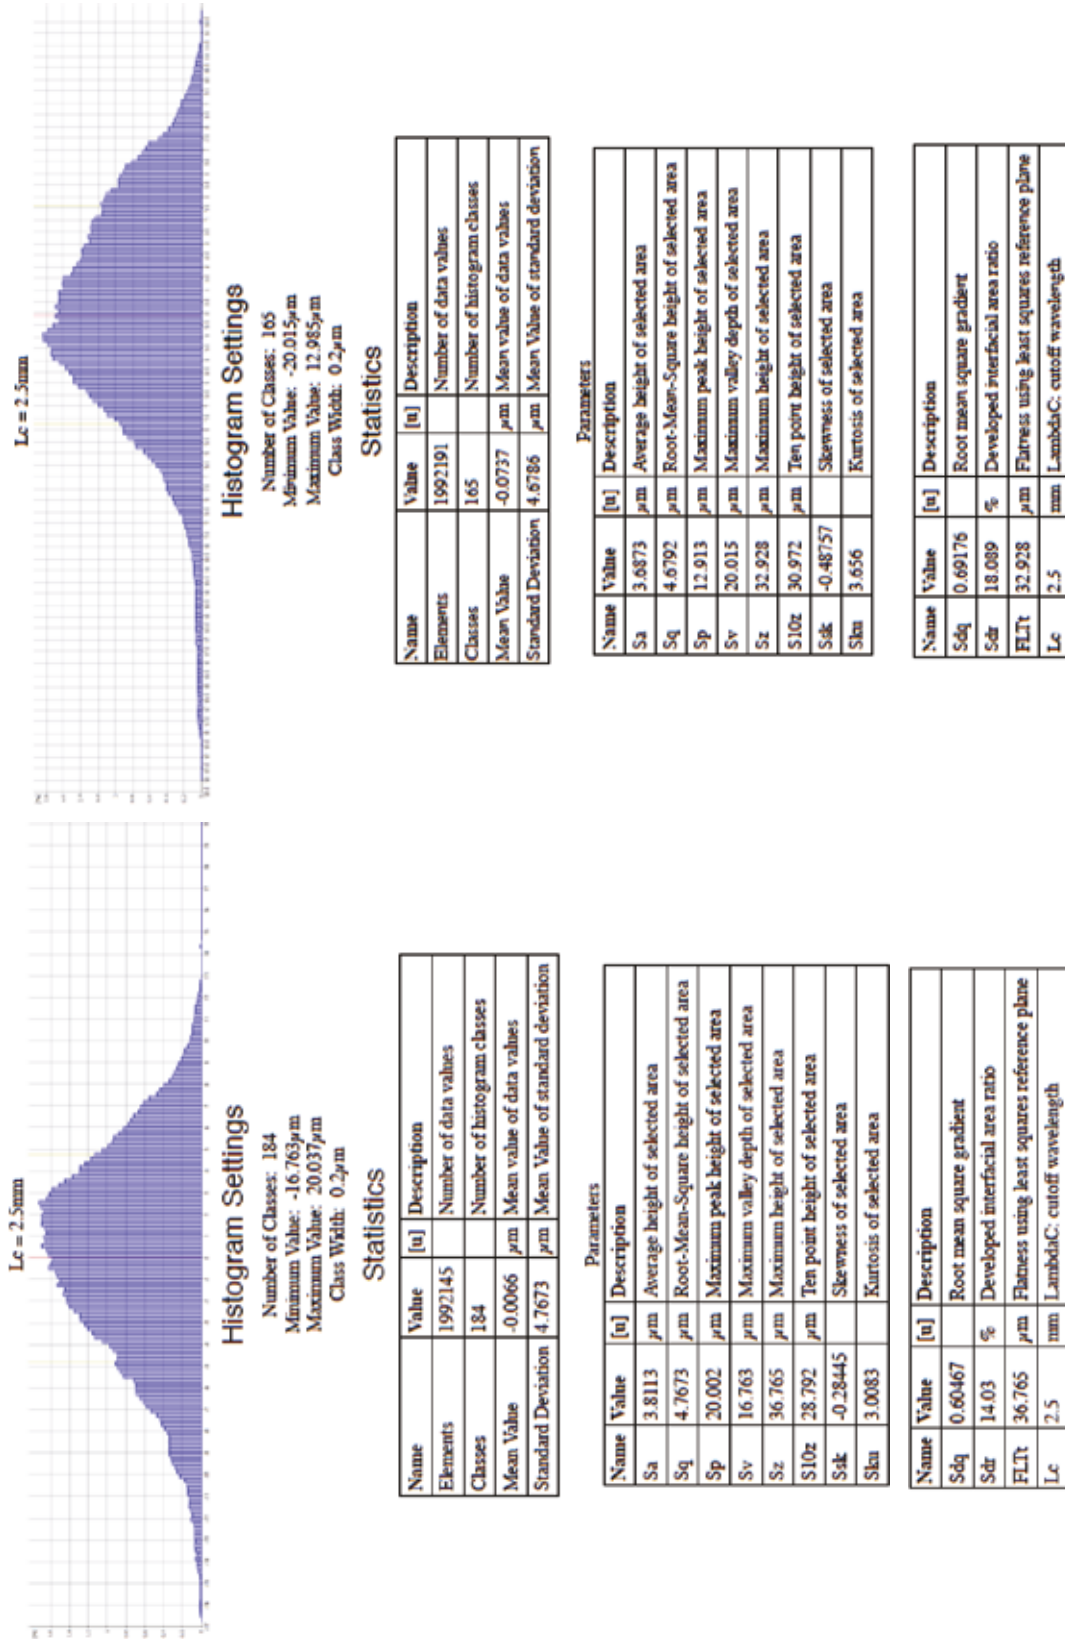 Lc = 2.5mm
Histogram Settings
Number of Classes: 184
Minimum Value: -16.763µm
Maximum Value: 20.037µm
Class Width: 0.2µm
Statistics
Name Value [u] Description
Elements 1992145 Number of data values
Classes 184 Number of histogram classes
Mean Value -0.0066 µm Mean value of data values
Standard Deviation 4.7673 µm Mean Value of standard deviation
Parameters
Name Value [u] Description
Sa 3.8113 µm Average height of selected area
Sq 4.7673 µm Root-Mean-Square height of selected area
Sp 20.002 µm Maximum peak height of selected area
Sv 16.763 µm Maximum valley depth of selected area
Sz 36.765 µm Maximum height of selected area
S10z 28.792 µm Ten point height of selected area
Ssk -0.28445 Skewness of selected area
Sku 3.0083 Kurtosis of selected area
Name Value [u] Description
Sdq 0.60467 Root mean square gradient
Sdr 14.03 % Developed interfacial area ratio
FLTt 36.765 µm Flatness using least squares reference plane
Lc 2.5 mm LambdaC: cutoff wavelength
Lc = 2.5mm
Histogram Settings
Number of Classes: 165
Minimum Value: -20.015µm
Maximum Value: 12.985µm
Class Width: 0.2µm
Statistics
Name Value [u] Description
Elements 1992191 Number of data values
Classes 165 Number of histogram classes
Mean Value -0.0737 µm Mean value of data values
Standard Deviation 4.6786 µm Mean Value of standard deviation
Parameters
Name Value [u] Description
Sa 3.6873 µm Average height of selected area
Sq 4.6792 µm Root-Mean-Square height of selected area
Sp 12.913 µm Maximum peak height of selected area
Sv 20.015 µm Maximum valley depth of selected area
Sz 32.928 µm Maximum height of selected area
S10z 30.972 µm Ten point height of selected area
Ssk -0.48757 Skewness of selected area
Sku 3.656 Kurtosis of selected area
Name Value [u] Description
Sdq 0.69176 Root mean square gradient
Sdr 18.089 % Developed interfacial area ratio
FLTt 32.928 µm Flatness using least squares reference plane
Lc 2.5 mm LambdaC: cutoff wavelength